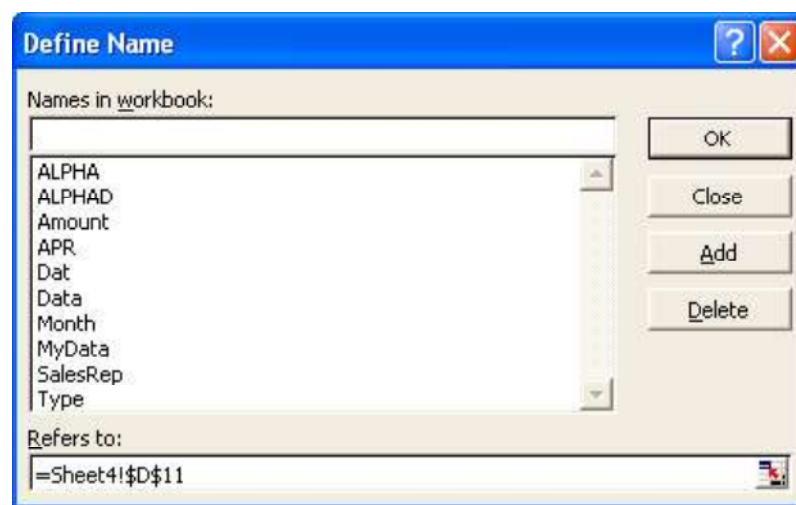 Define Name
Names in workbook:
OK
ALPHA
ALPHAD
Amount
APR
Dat
Data
Month
MyData
SalesRep
Type
Close
Add
Delete
Refers to:
=Sheet4!$D$11